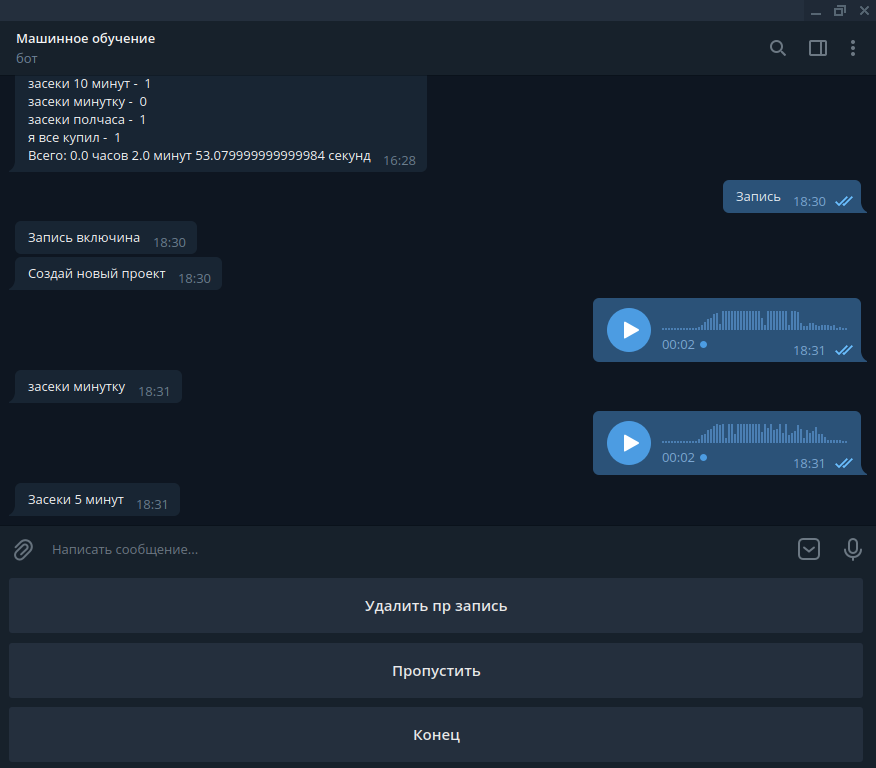 Машинное обучение
бот
засеки 10 минут - 1
засеки минутку - 0
засеки полчаса - 1
я все купил - 1
Всего: 0.0 часов 2.0 минут 53.079999999999984 секунд 16:28
Запись 18:30
Запись включина 18:30
Создай новый проект 18:30
00:02 18:31
засеки минутку 18:31
00:02 18:31
Засеки 5 минут 18:31
Написать сообщение...
Удалить пр запись
Пропустить
Конец